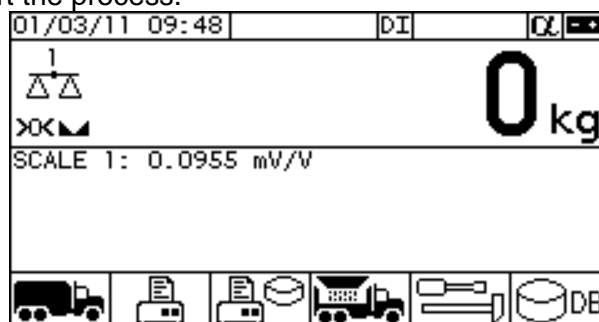 t the process.
01/03/11 09:48 DI α
1
0 kg
SCALE 1: 0.0955 mV/V
DB